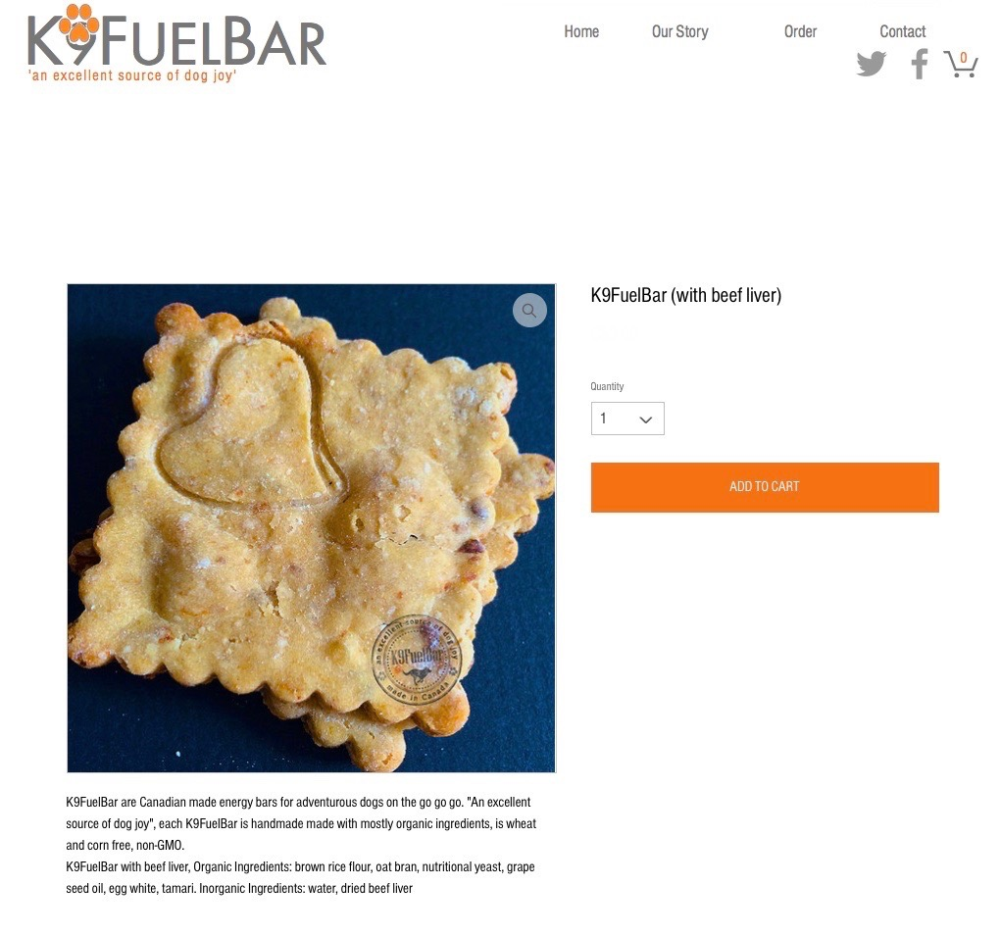 K9FUELBAR
'an excellent source of dog joy'
Home
Our Story
Order
Contact
0
K9FuelBar (with beef liver)
Quantity
1
ADD TO CART
an excellent source of dog joy
K9FuelBar
made in Canada
K9FuelBar are Canadian made energy bars for adventurous dogs on the go go go. "An excellent
source of dog joy", each K9FuelBar is handmade made with mostly organic ingredients, is wheat
and corn free, non-GMO.
K9FuelBar with beef liver, Organic Ingredients: brown rice flour, oat bran, nutritional yeast, grape
seed oil, egg white, tamari. Inorganic Ingredients: water, dried beef liver